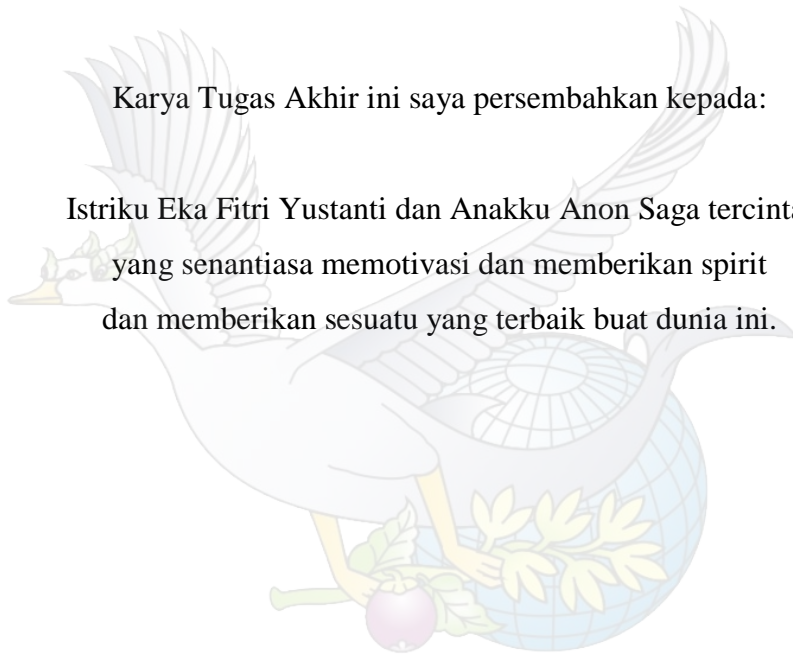 Karya Tugas Akhir ini saya persembahkan kepada:
Istriku Eka Fitri Yustanti dan Anakku Anon Saga tercinta
yang senantiasa memotivasi dan memberikan spirit
dan memberikan sesuatu yang terbaik buat dunia ini.